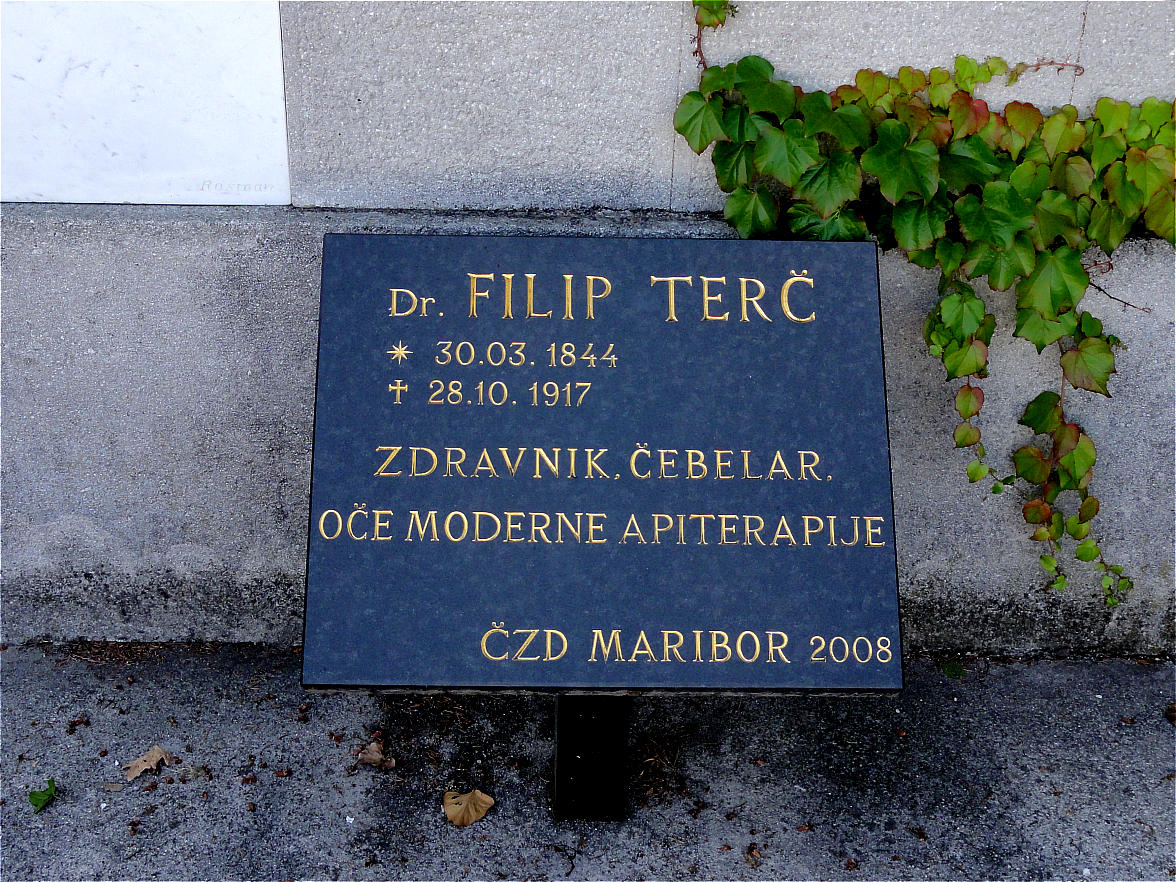 Dr. FILIP TERČ
* 30.03.1844
✝ 28.10.1917
ZDRAVNIK, ČEBELAR,
OČE MODERNE APITERAPIJE
ČZD MARIBOR 2008